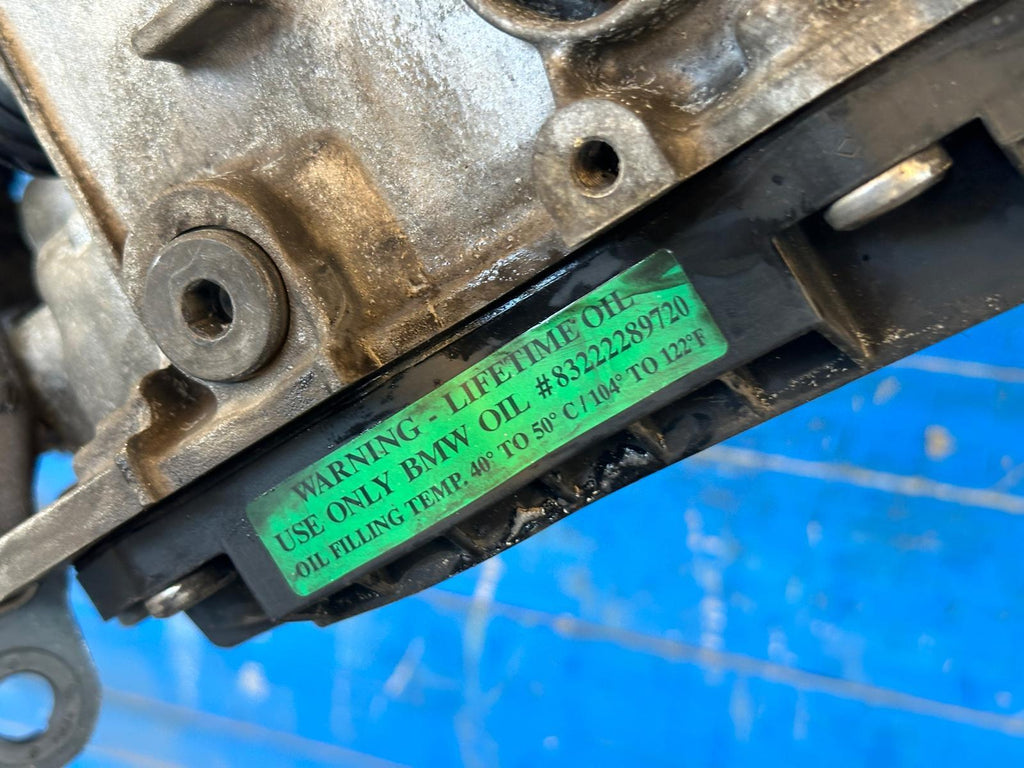 WARNING - LIFETIME OIL
USE ONLY BMW OIL #83222289720
OIL FILLING TEMP. 40° TO 50° C / 104° TO 122°F